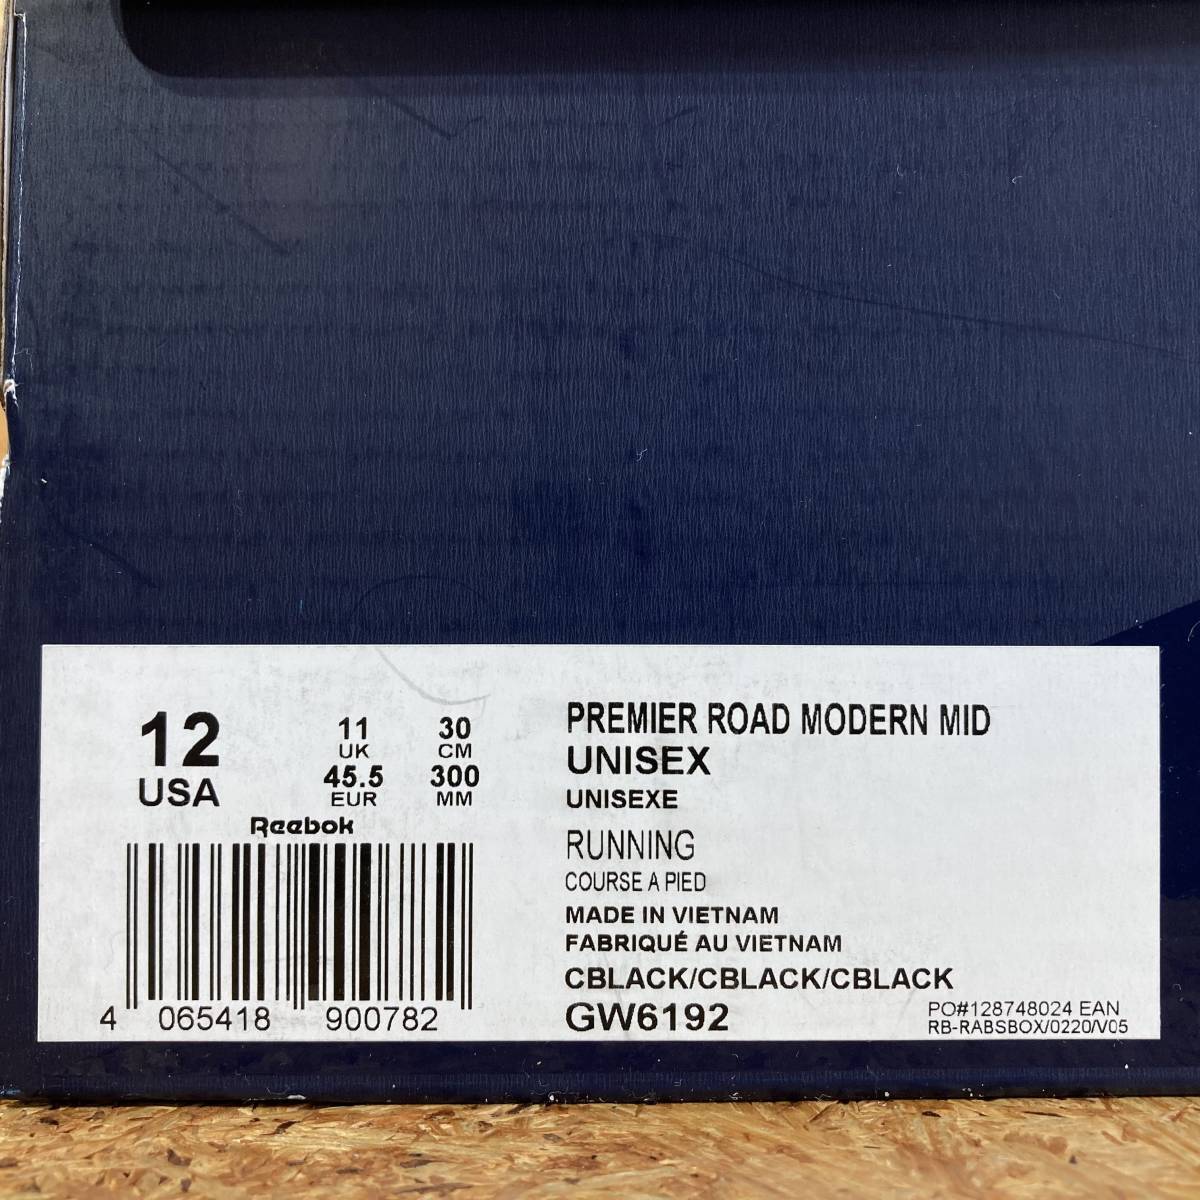 12
USA
11
UK
45.5
EUR
30
CM
300
MM
Reebok
4 065418 900782
PREMIER ROAD MODERN MID
UNISEX
UNISEXE
RUNNING
COURSE A PIED
MADE IN VIETNAM
FABRIQUÉ AU VIETNAM
CBLACK/CBLACK/CBLACK
GW6192
PO#128748024 EAN
RB-RABSBOX/0220/V05